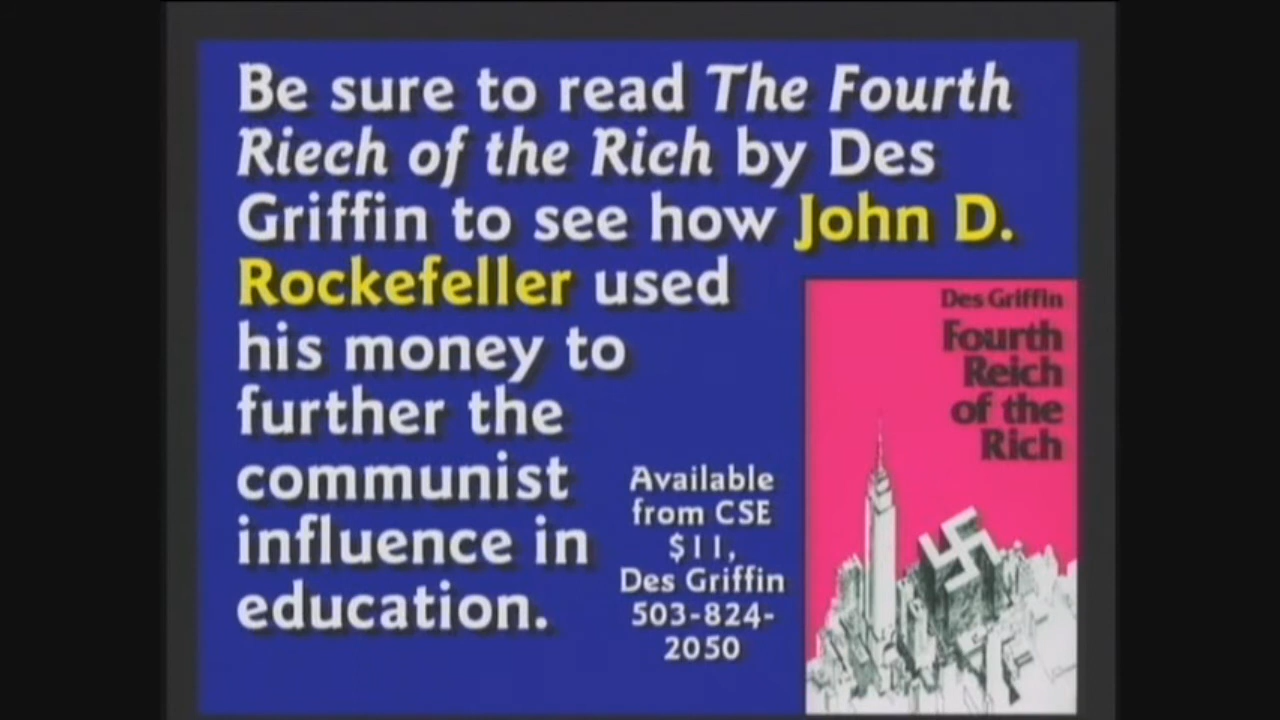 Be sure to read The Fourth
Riech of the Rich by Des
Griffin to see how John D.
Rockefeller used
his money to
further the
communist
influence in
education.
Available
from CSE
$11,
Des Griffin
503-824-
2050
Des Griffin
Fourth
Reich
of the
Rich